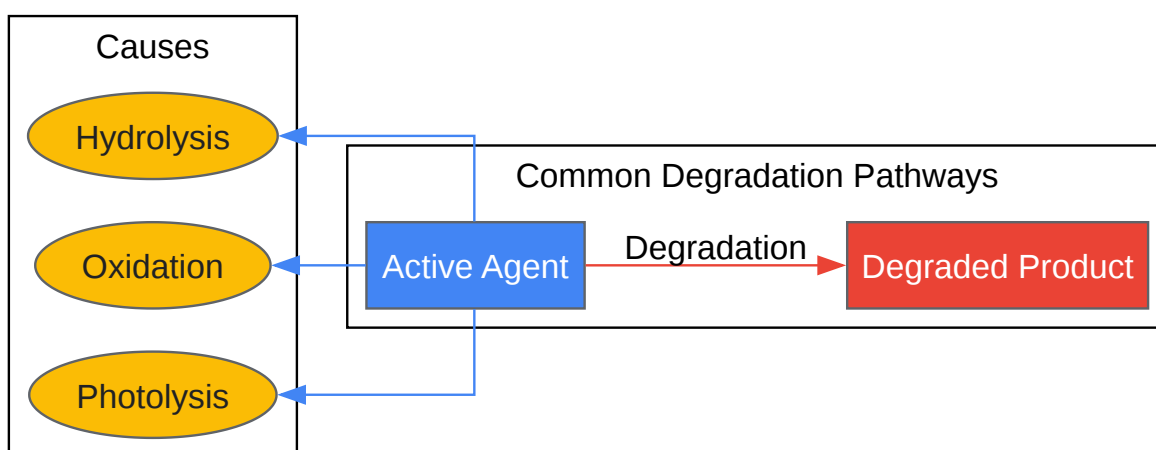 Causes
Hydrolysis
Oxidation
Photolysis
Common Degradation Pathways
Active Agent
Degradation
Degraded Product